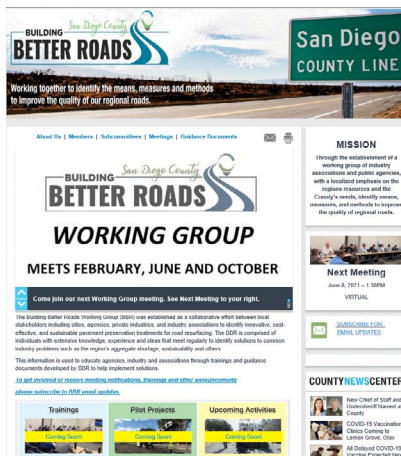 San Diego County
BUILDING
BETTER ROADS
Working together to identify the means, measures and methods
to improve the quality of our regional roads.
San Diego
COUNTY LINE
About Us | Members | Subcommittees | Meetings | Guidance Documents
San Diego County
BUILDING
BETTER ROADS
WORKING GROUP
MEETS FEBRUARY, JUNE AND OCTOBER
Come join our next Working Group meeting. See Next Meeting to your right.
The Building Better Roads Working Group (BBR) was established as a collaborative effort between local
stakeholders including cities, agencies, private industries, and industry associations to identify innovative, cost-
effective, and sustainable pavement preservation treatments for road resurfacing. The BBR is comprised of
individuals with extensive knowledge, experience and ideas that meet regularly to identify solutions to common
industry problems such as the region's aggregate shortage, sustainability and others.
This information is used to educate agencies, industry and associations through trainings and guidance
documents developed by BBR to help implement solutions.
To get involved or receive meeting notifications, trainings and other announcements
please subscribe to BBR email updates.
Trainings
Coming Soon!
Pilot Projects
Coming Soon!
Upcoming Activities
Coming Soon!
MISSION
Through the establishment of a
working group of industry
associations and public agencies,
with a localized emphasis on the
regions resources and the
County's needs, identify means,
measures, and methods to improve
the quality of regional roads.
Next Meeting
June 8, 2021 – 1:30PM
VIRTUAL
SUBSCRIBE FOR
EMAIL UPDATES
COUNTYNEWSCENTER
New Chief of Staff and
Undersheriff Named at
County
COVID-19 Vaccination
Clinics Coming to
Lemon Grove, Otay
All Delayed COVID-19
Vaccine Expected Now